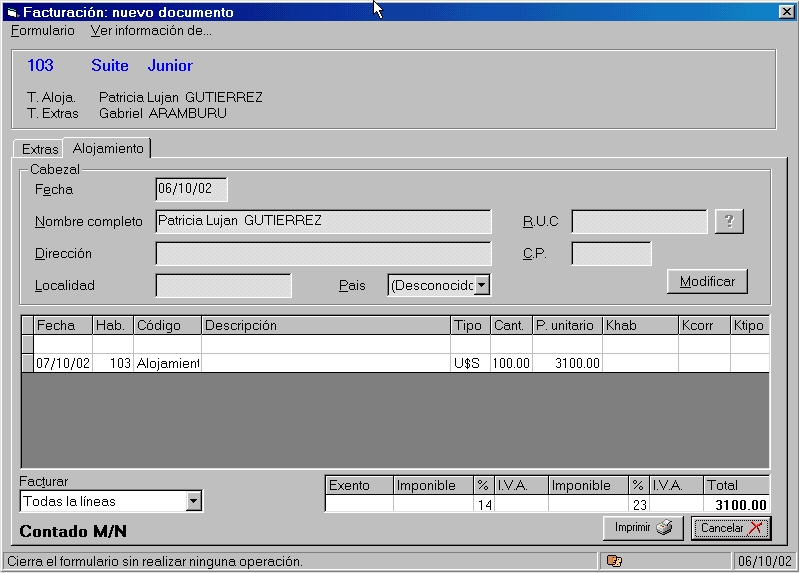 Facturación: nuevo documento
Formulario Ver información de...
103 Suite Junior
T. Aloja. Patricia Lujan GUTIERREZ
T. Extras Gabriel ARAMBURU
Extras Alojamiento
Cabezal
Fecha 06/10/02
Nombre completo Patricia Lujan GUTIERREZ R.U.C ?
Dirección C.P.
Localidad Pais (Desconocido Modificar
Fecha Hab. Código Descripción Tipo Cant. P. unitario Khab Kcorr Ktipo
07/10/02 103 Alojamient U$S 100.00 3100.00
Facturar Exento Imponible % I.V.A. Imponible % I.V.A. Total
Todas la líneas 14 23 3100.00
Contado M/N Imprimir Cancelar
Cierra el formulario sin realizar ninguna operación. 06/10/02